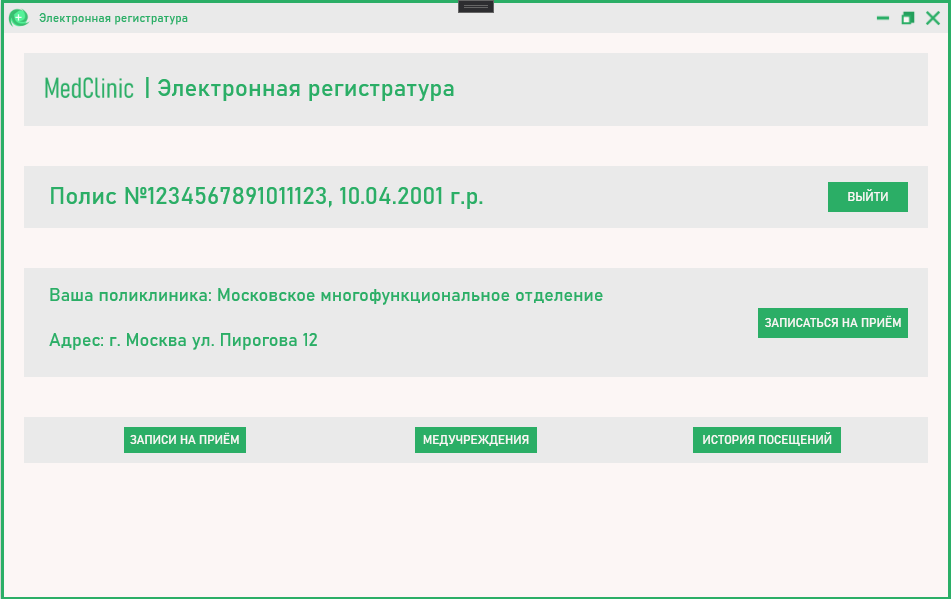 Электронная регистратура
MedClinic | Электронная регистратура
Полис №1234567891011123, 10.04.2001 г.р.
ВЫЙТИ
Ваша поликлиника: Московское многофункциональное отделение
Адрес: г. Москва ул. Пирогова 12
ЗАПИСАТЬСЯ НА ПРИЁМ
ЗАПИСИ НА ПРИЁМ
МЕДУЧРЕЖДЕНИЯ
ИСТОРИЯ ПОСЕЩЕНИЙ